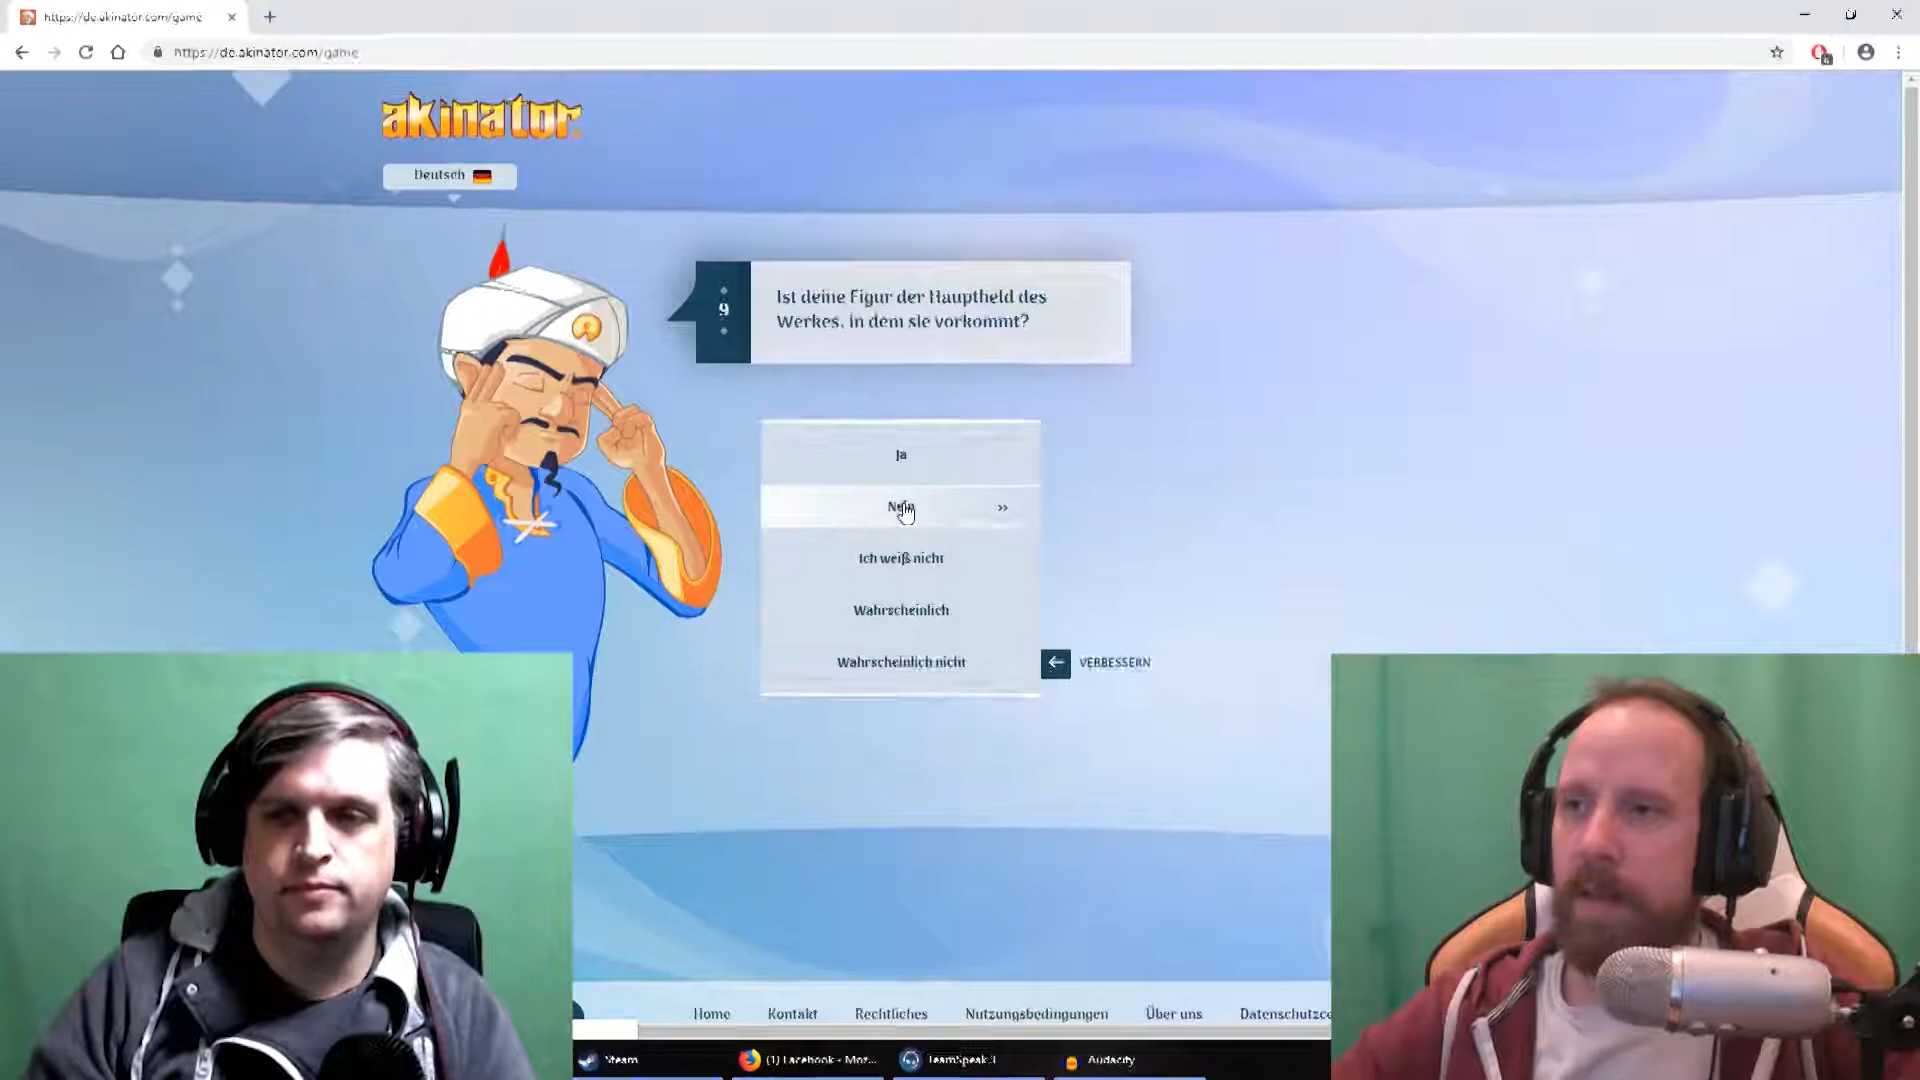 https://de.akinator.com/game
https://de.akinator.com/game
akinator
Deutsch
9
Ist deine Figur der Hauptheld des
Werkes, in dem sie vorkommt?
Ja
Nein
Ich weiß nicht
Wahrscheinlich
Wahrscheinlich nicht
VERBESSERN
Home
Kontakt
Rechtliches
Nutzungsbedingungen
Über uns
Steam
(1) Facebook - Moz...
TeamSpeak 3
Audacity